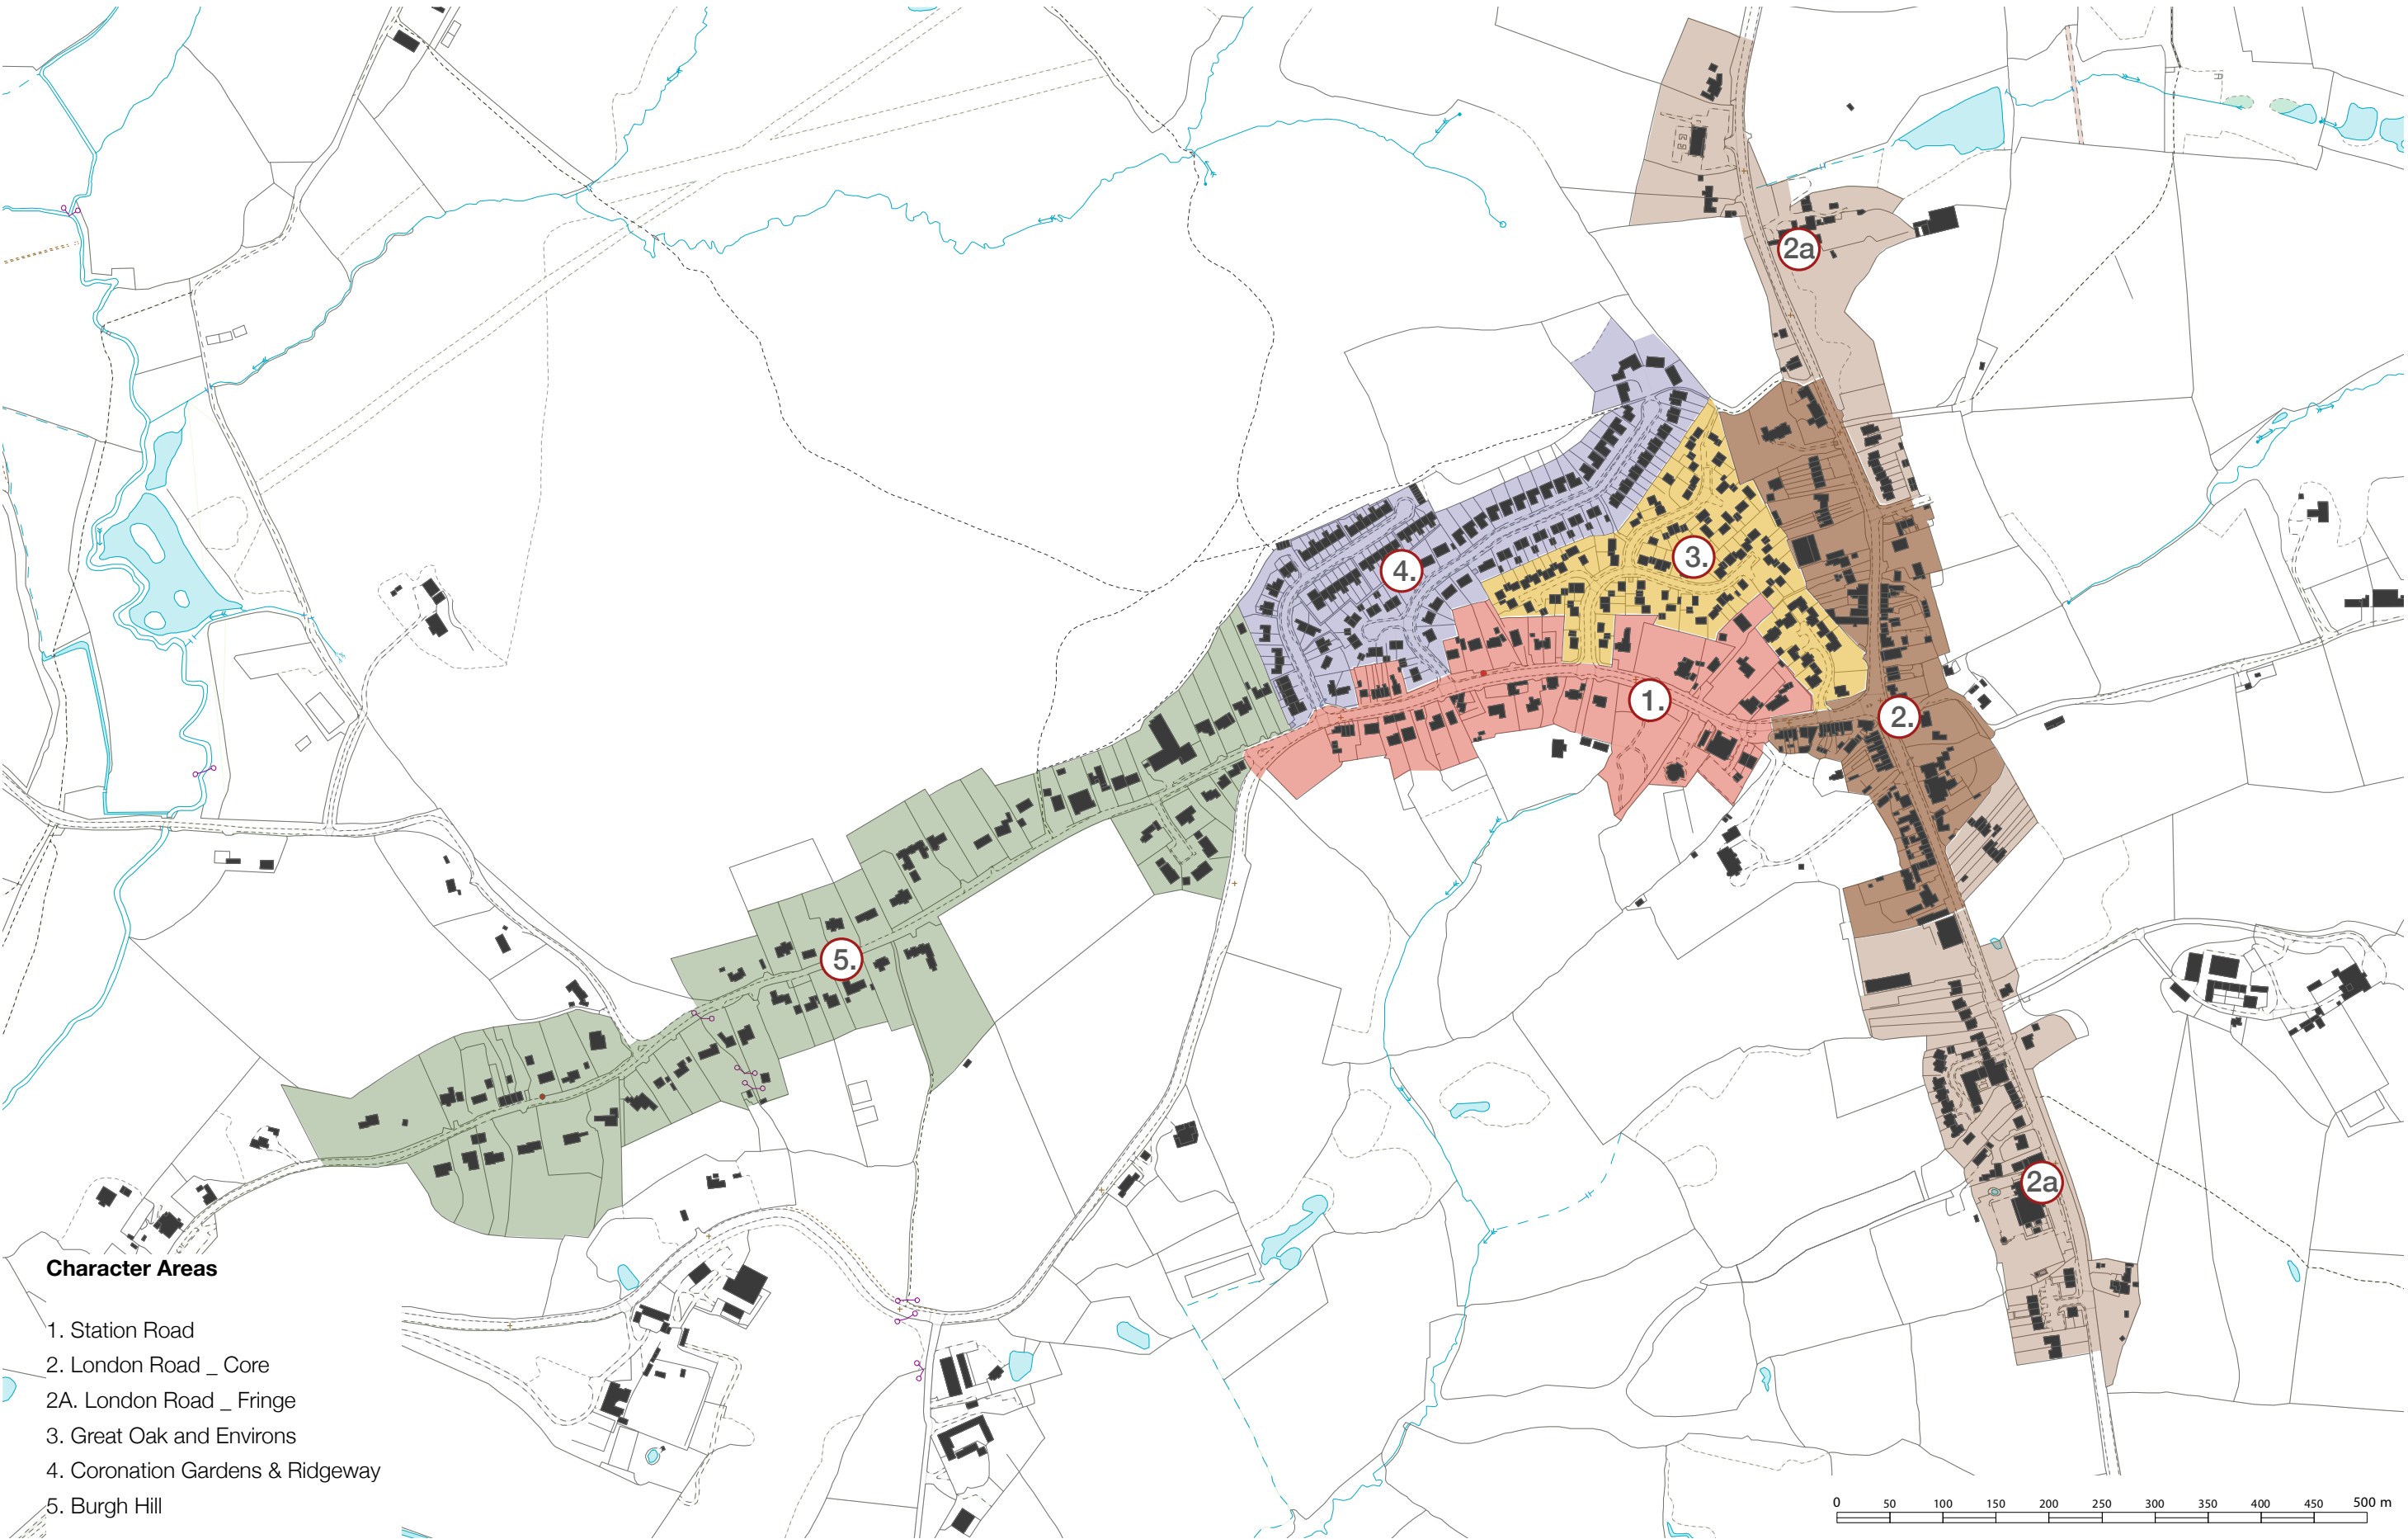 2a
4.
3.
1.
2.
5.
2a
Character Areas
1. Station Road
2. London Road _ Core
2A. London Road _ Fringe
3. Great Oak and Environs
4. Coronation Gardens & Ridgeway
5. Burgh Hill
0 50 100 150 200 250 300 350 400 450 500 m